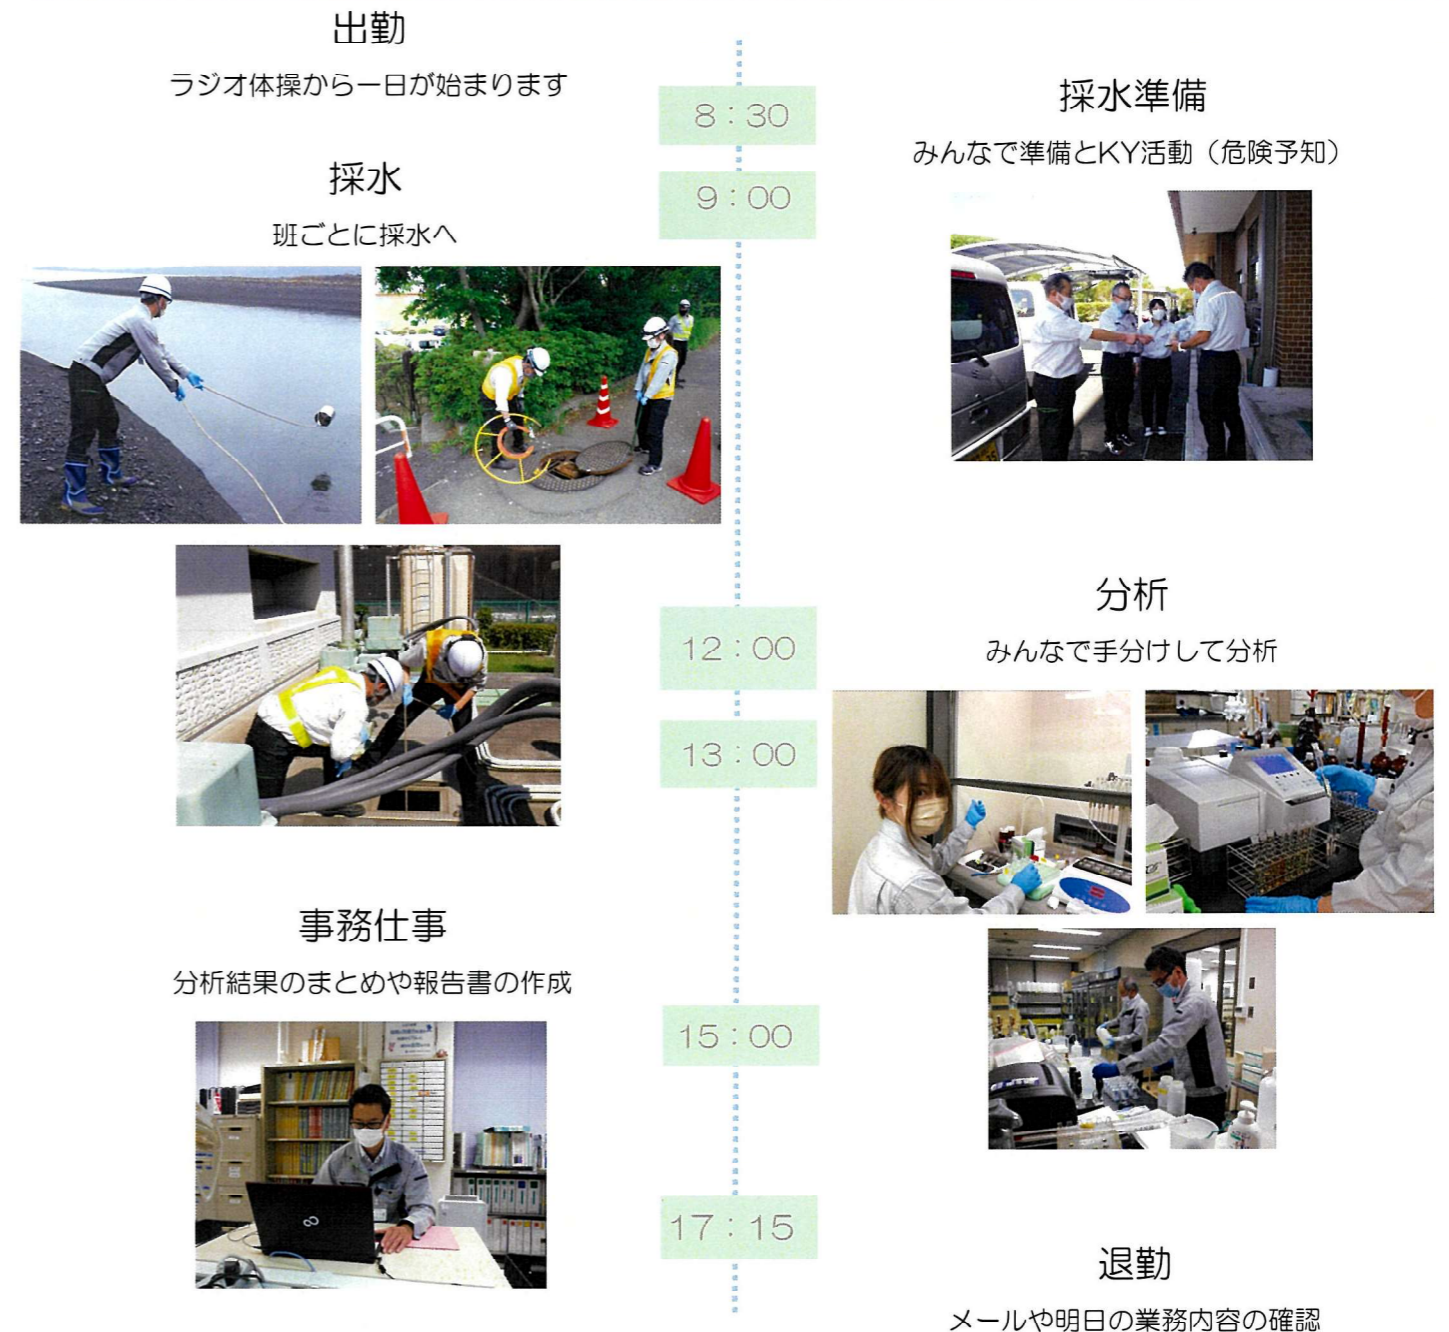 出勤
ラジオ体操から一日が始まります
8：30
採水準備
みんなで準備とKY活動（危険予知）
採水
班ごとに採水へ
9：00
12：00
分析
みんなで手分けして分析
13：00
事務仕事
分析結果のまとめや報告書の作成
15：00
17：15
退勤
メールや明日の業務内容の確認